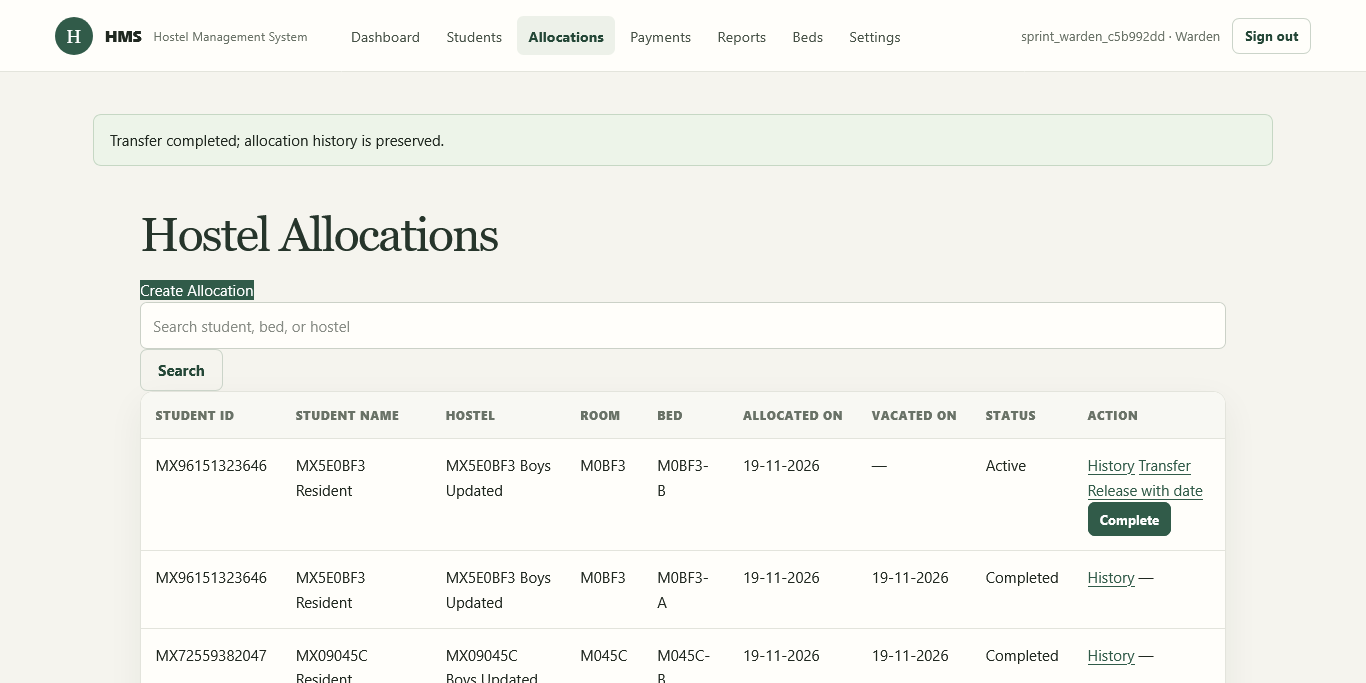 H HMS Hostel Management System Dashboard Students Allocations Payments Reports Beds Settings sprint_warden_c5b992dd · Warden Sign out
Transfer completed; allocation history is preserved.
Hostel Allocations
Create Allocation
Search student, bed, or hostel
Search
STUDENT ID STUDENT NAME HOSTEL ROOM BED ALLOCATED ON VACATED ON STATUS ACTION
MX96151323646 MX5E0BF3 MX5E0BF3 Boys M0BF3 M0BF3- 19-11-2026 — Active History Transfer
Resident Updated B Release with date
Complete
MX96151323646 MX5E0BF3 MX5E0BF3 Boys M0BF3 M0BF3- 19-11-2026 19-11-2026 Completed History —
Resident Updated A
MX72559382047 MX09045C MX09045C M045C M045C- 19-11-2026 19-11-2026 Completed History —
Resident Boys Updated B